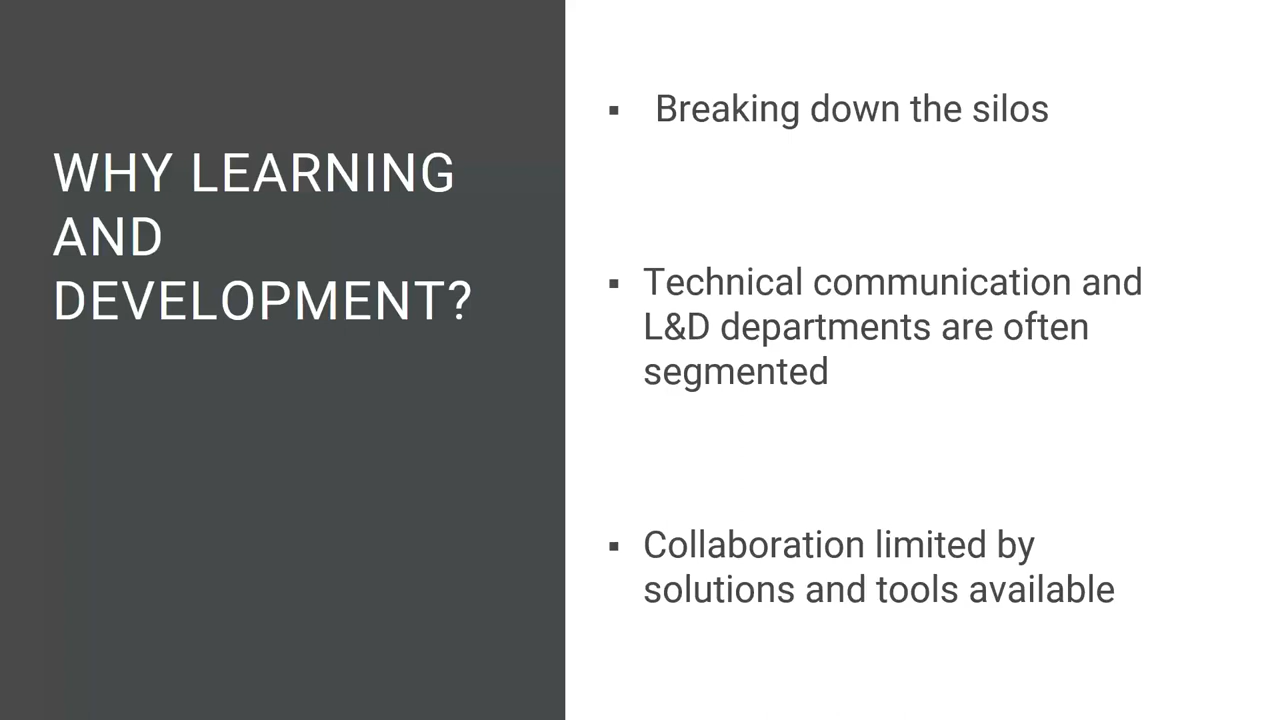 WHY LEARNING
AND
DEVELOPMENT?
▪ Breaking down the silos
▪ Technical communication and
L&D departments are often
segmented
▪ Collaboration limited by
solutions and tools available